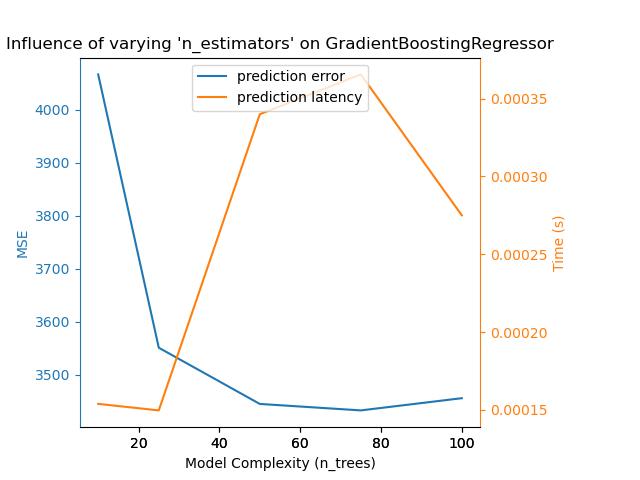 Influence of varying 'n_estimators' on GradientBoostingRegressor
prediction error
prediction latency
4000
3900
3800
3700
3600
3500
MSE
0.00035
0.00030
0.00025
0.00020
0.00015
Time (s)
20 40 60 80 100
Model Complexity (n_trees)